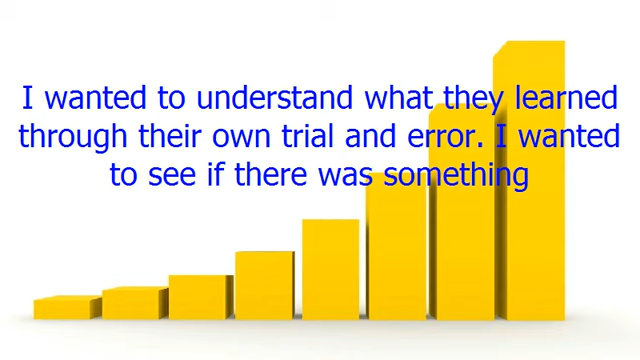 I wanted to understand what they learned
through their own trial and error. I wanted
to see if there was something